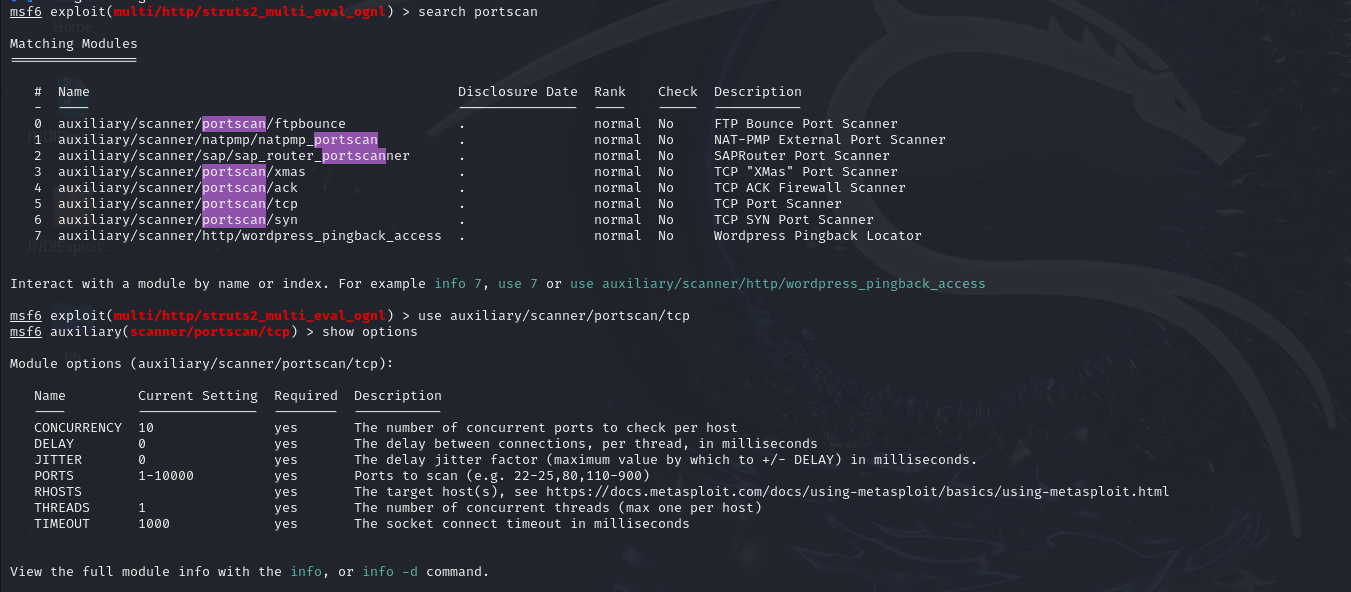 msf6 exploit(multi/http/struts2_multi_eval_ognl) > search portscan
Matching Modules
================
#  Name  Disclosure Date  Rank  Check  Description
-  ----  ---------------  ----  -----  -----------
0  auxiliary/scanner/portscan/ftpbounce  .  normal  No  FTP Bounce Port Scanner
1  auxiliary/scanner/natpmp/natpmp_portscan  .  normal  No  NAT-PMP External Port Scanner
2  auxiliary/scanner/sap/sap_router_portscanner  .  normal  No  SAPRouter Port Scanner
3  auxiliary/scanner/portscan/xmas  .  normal  No  TCP "XMas" Port Scanner
4  auxiliary/scanner/portscan/ack  .  normal  No  TCP ACK Firewall Scanner
5  auxiliary/scanner/portscan/tcp  .  normal  No  TCP Port Scanner
6  auxiliary/scanner/portscan/syn  .  normal  No  TCP SYN Port Scanner
7  auxiliary/scanner/http/wordpress_pingback_access  .  normal  No  Wordpress Pingback Locator
Interact with a module by name or index. For example info 7, use 7 or use auxiliary/scanner/http/wordpress_pingback_access
msf6 exploit(multi/http/struts2_multi_eval_ognl) > use auxiliary/scanner/portscan/tcp
msf6 auxiliary(scanner/portscan/tcp) > show options
Module options (auxiliary/scanner/portscan/tcp):
Name  Current Setting  Required  Description
----  ---------------  --------  -----------
CONCURRENCY  10  yes  The number of concurrent ports to check per host
DELAY  0  yes  The delay between connections, per thread, in milliseconds
JITTER  0  yes  The delay jitter factor (maximum value by which to +/- DELAY) in milliseconds.
PORTS  1-10000  yes  Ports to scan (e.g. 22-25,80,110-900)
RHOSTS  yes  The target host(s), see https://docs.metasploit.com/docs/using-metasploit/basics/using-metasploit.html
THREADS  1  yes  The number of concurrent threads (max one per host)
TIMEOUT  1000  yes  The socket connect timeout in milliseconds
View the full module info with the info, or info -d command.